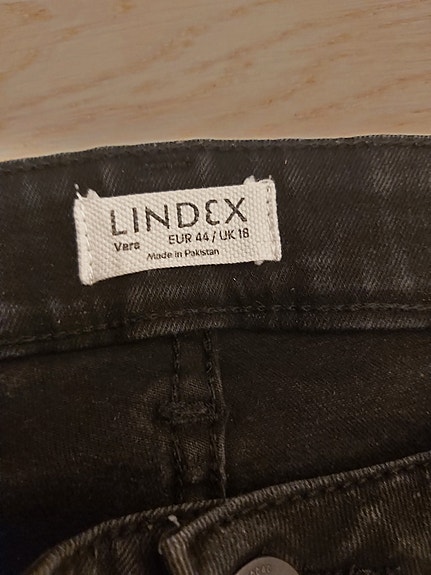 LINDEX
Vera EUR 44 / UK 18
Made in Pakistan